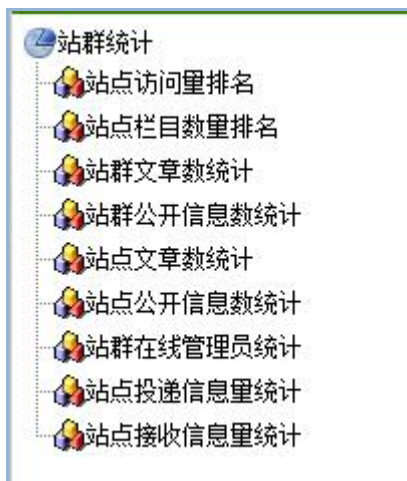 站群统计
站点访问量排名
站点栏目数量排名
站群文章数统计
站群公开信息数统计
站点文章数统计
站点公开信息数统计
站群在线管理员统计
站点投递信息量统计
站点接收信息量统计